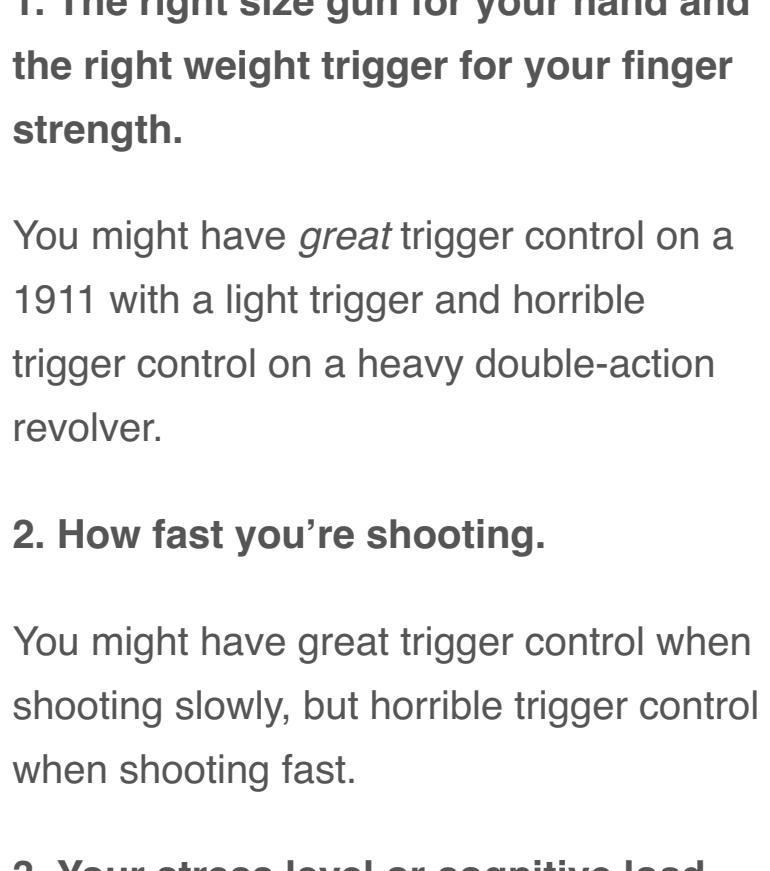 1. The right size gun for your hand and
the right weight trigger for your finger
strength.
You might have great trigger control on a
1911 with a light trigger and horrible
trigger control on a heavy double-action
revolver.
2. How fast you’re shooting.
You might have great trigger control when
shooting slowly, but horrible trigger control
when shooting fast.
3. Your stress level or cognitive load